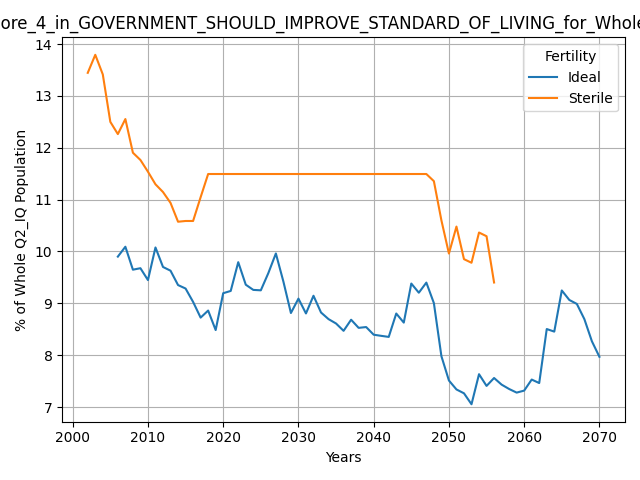 ore_4_in_GOVERNMENT_SHOULD_IMPROVE_STANDARD_OF_LIVING_for_Whole
14
13
12
11
10
9
8
7
% of Whole Q2_IQ Population
Fertility
Ideal
Sterile
2000 2010 2020 2030 2040 2050 2060 2070
Years